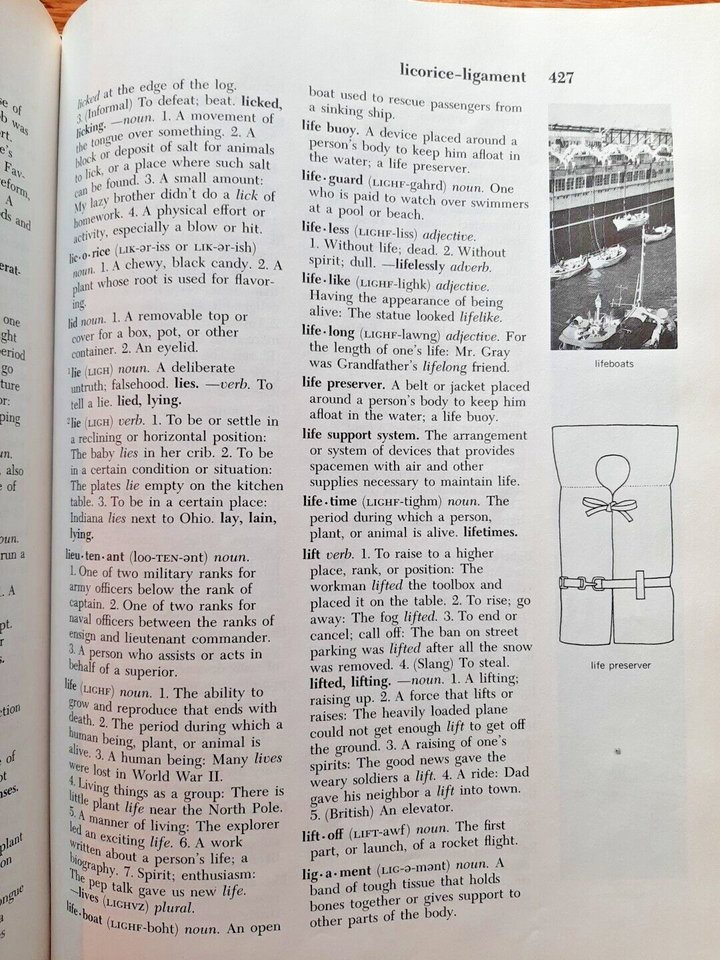 licorice–ligament 427
licked at the edge of the log.
3. (Informal) To defeat; beat. licked,
licking. —noun. 1. A movement of
the tongue over something. 2. A
block or deposit of salt for animals
to lick, or a place where such salt
can be found. 3. A small amount:
My lazy brother didn't do a lick of
homework. 4. A physical effort or
activity, especially a blow or hit.
lic·o·rice (LIK-ər-iss or LIK-ər-ish)
noun. 1. A chewy, black candy. 2. A
plant whose root is used for flavor-
ing.
lid noun. 1. A removable top or
cover for a box, pot, or other
container. 2. An eyelid.
¹lie (LIGH) noun. A deliberate
untruth; falsehood. lies. —verb. To
tell a lie. lied, lying.
²lie (LIGH) verb. 1. To be or settle in
a reclining or horizontal position:
The baby lies in her crib. 2. To be
in a certain condition or situation:
The plates lie empty on the kitchen
table. 3. To be in a certain place:
Indiana lies next to Ohio. lay, lain,
lying.
lieu·ten·ant (loo-TEN-ənt) noun.
1. One of two military ranks for
army officers below the rank of
captain. 2. One of two ranks for
naval officers between the ranks of
ensign and lieutenant commander.
3. A person who assists or acts in
behalf of a superior.
life (LIGHF) noun. 1. The ability to
grow and reproduce that ends with
death. 2. The period during which a
human being, plant, or animal is
alive. 3. A human being: Many lives
were lost in World War II.
4. Living things as a group: There is
little plant life near the North Pole.
5. A manner of living: The explorer
led an exciting life. 6. A work
written about a person's life; a
biography. 7. Spirit; enthusiasm:
The pep talk gave us new life.
—lives (LIGHVZ) plural.
life·boat (LIGHF-boht) noun. An open
boat used to rescue passengers from
a sinking ship.
life buoy. A device placed around a
person's body to keep him afloat in
the water; a life preserver.
life·guard (LIGHF-gahrd) noun. One
who is paid to watch over swimmers
at a pool or beach.
life·less (LIGHF-liss) adjective.
1. Without life; dead. 2. Without
spirit; dull. —lifelessly adverb.
life·like (LIGHF-lighk) adjective.
Having the appearance of being
alive: The statue looked lifelike.
life·long (LIGHF-lawng) adjective. For
the length of one's life: Mr. Gray
was Grandfather's lifelong friend.
life preserver. A belt or jacket placed
around a person's body to keep him
afloat in the water; a life buoy.
life support system. The arrangement
or system of devices that provides
spacemen with air and other
supplies necessary to maintain life.
life·time (LIGHF-tighm) noun. The
period during which a person,
plant, or animal is alive. lifetimes.
lift verb. 1. To raise to a higher
place, rank, or position: The
workman lifted the toolbox and
placed it on the table. 2. To rise; go
away: The fog lifted. 3. To end or
cancel; call off: The ban on street
parking was lifted after all the snow
was removed. 4. (Slang) To steal.
lifted, lifting. —noun. 1. A lifting;
raising up. 2. A force that lifts or
raises: The heavily loaded plane
could not get enough lift to get off
the ground. 3. A raising of one's
spirits: The good news gave the
weary soldiers a lift. 4. A ride: Dad
gave his neighbor a lift into town.
5. (British) An elevator.
lift·off (LIFT-awf) noun. The first
part, or launch, of a rocket flight.
lig·a·ment (LIG-ə-mənt) noun. A
band of tough tissue that holds
bones together or gives support to
other parts of the body.
lifeboats
life preserver